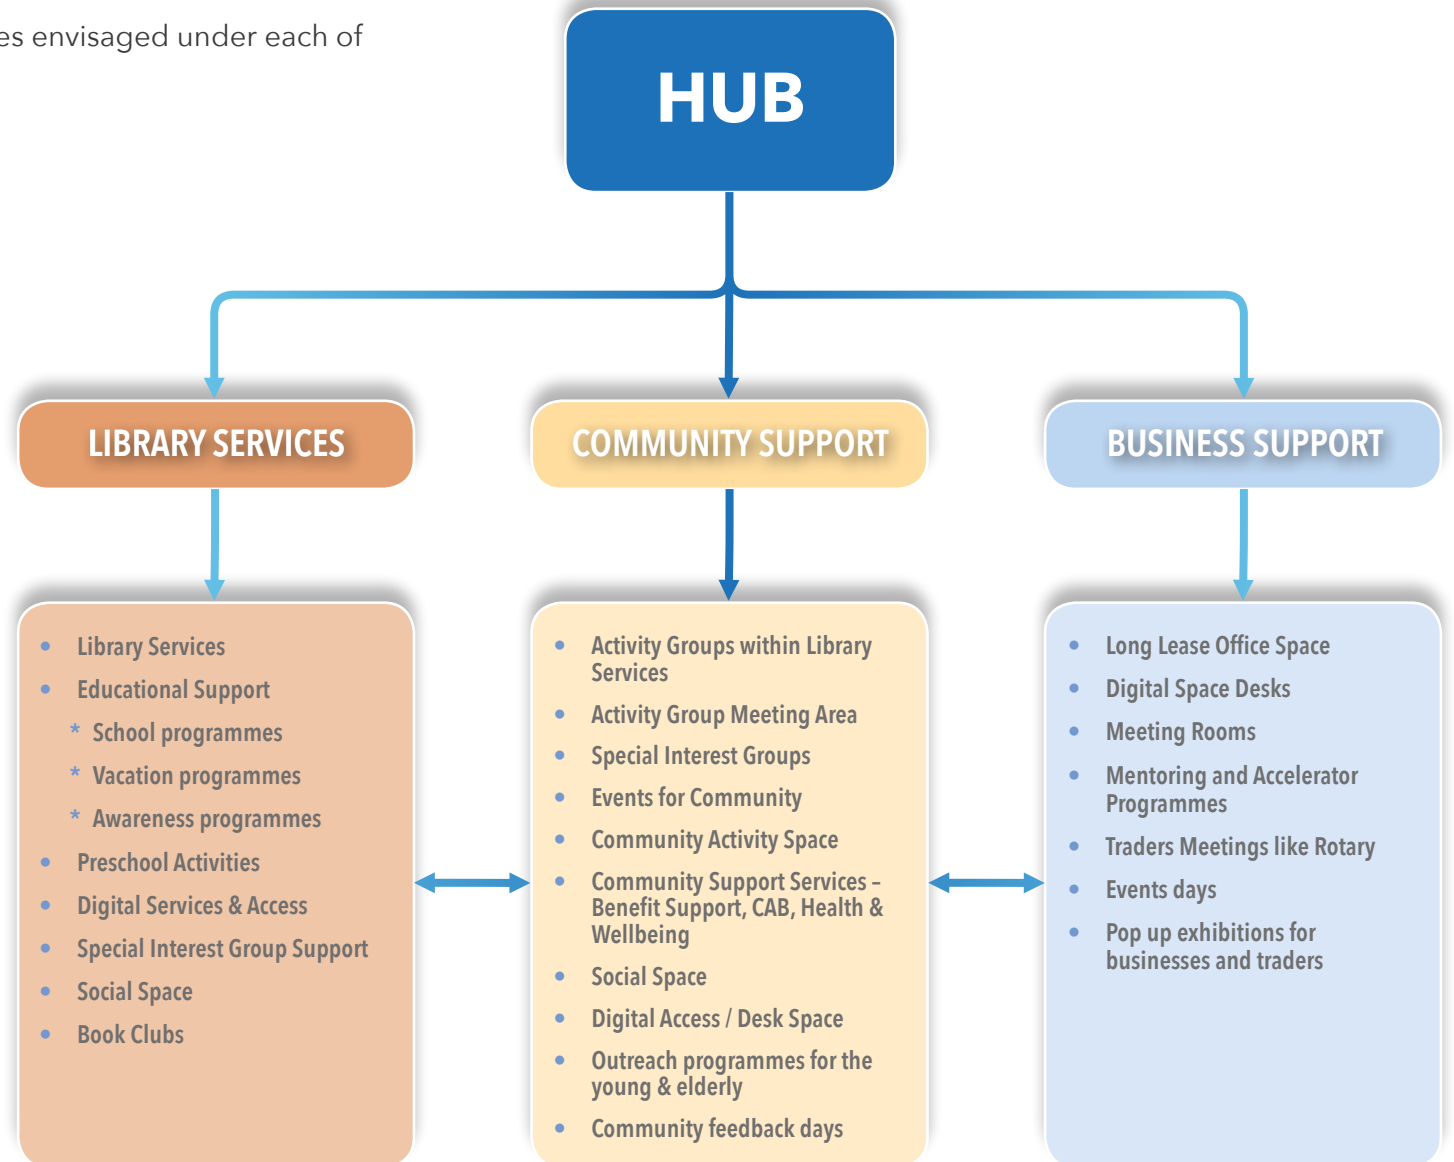 es envisaged under each of
HUB
LIBRARY SERVICES
COMMUNITY SUPPORT
BUSINESS SUPPORT
• Library Services
• Educational Support
* School programmes
* Vacation programmes
* Awareness programmes
• Preschool Activities
• Digital Services & Access
• Special Interest Group Support
• Social Space
• Book Clubs
• Activity Groups within Library
Services
• Activity Group Meeting Area
• Special Interest Groups
• Events for Community
• Community Activity Space
• Community Support Services –
Benefit Support, CAB, Health &
Wellbeing
• Social Space
• Digital Access / Desk Space
• Outreach programmes for the
young & elderly
• Community feedback days
• Long Lease Office Space
• Digital Space Desks
• Meeting Rooms
• Mentoring and Accelerator
Programmes
• Traders Meetings like Rotary
• Events days
• Pop up exhibitions for
businesses and traders